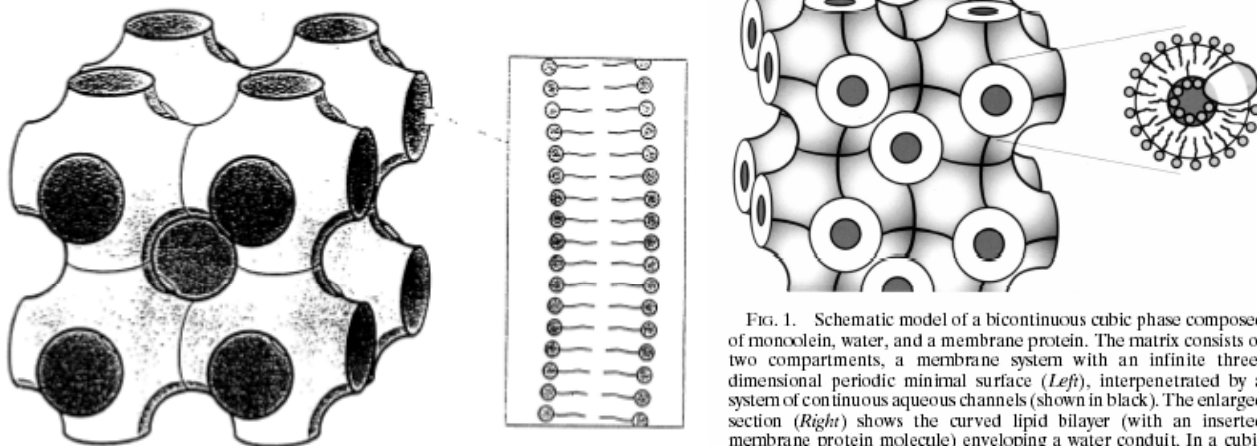 FIG. 1. Schematic model of a bicontinuous cubic phase composed
of monoolein, water, and a membrane protein. The matrix consists o
two compartments, a membrane system with an infinite three-
dimensional periodic minimal surface (Left), interpenetrated by a
system of continuous aqueous channels (shown in black). The enlarged
section (Right) shows the curved lipid bilayer (with an inserted
membrane protein molecule) enveloping a water conduit. In a cubic